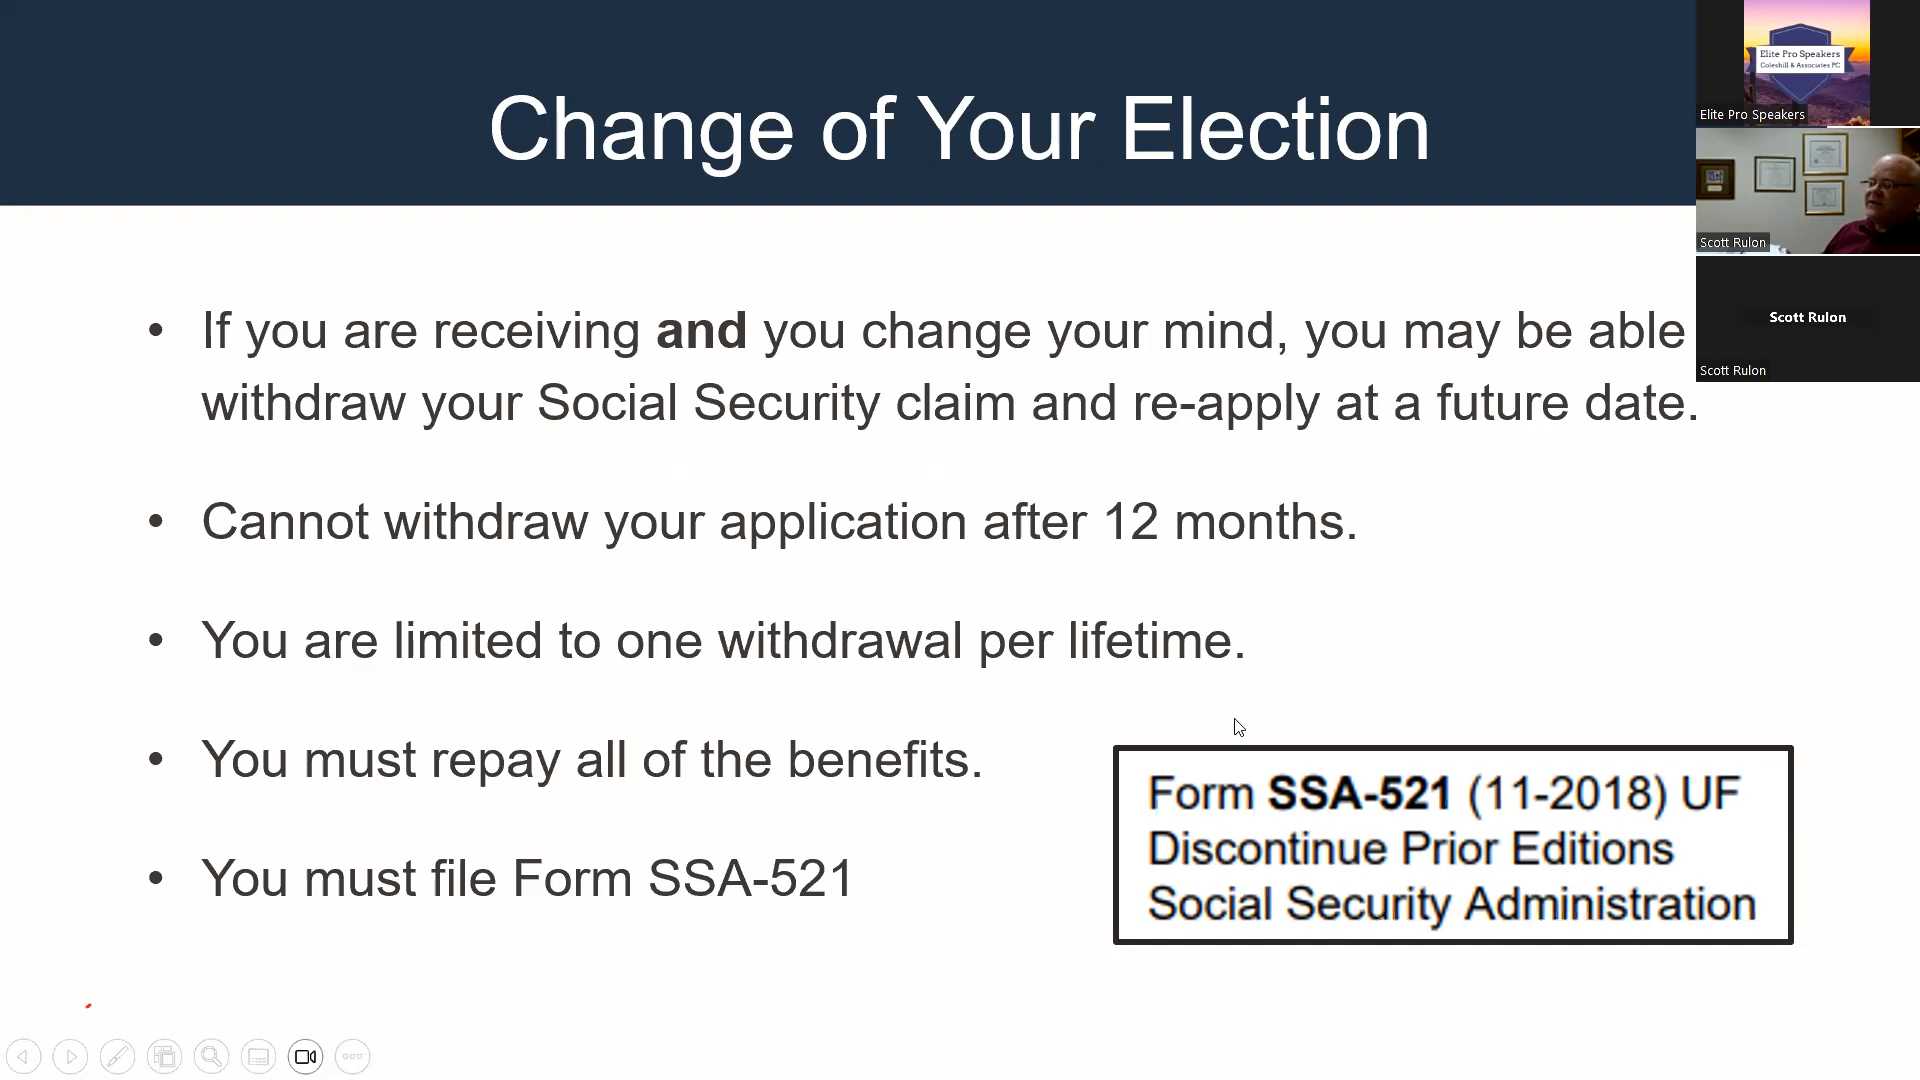 Change of Your Election
• If you are receiving and you change your mind, you may be able
withdraw your Social Security claim and re-apply at a future date.
• Cannot withdraw your application after 12 months.
• You are limited to one withdrawal per lifetime.
• You must repay all of the benefits.
• You must file Form SSA-521
Form SSA-521 (11-2018) UF
Discontinue Prior Editions
Social Security Administration
Elite Pro Speakers
Coleshill & Associates PC
Elite Pro Speakers
Scott Rulon
Scott Rulon
Scott Rulon